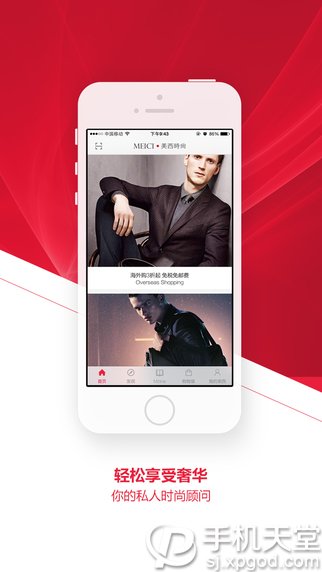 中国移动 下午9:43
MEICI • 美西時尚
海外购3折起 免税免邮费
Overseas Shopping
首页 发现 More 购物袋 我的美西
轻松享受奢华
你的私人时尚顾问
手机天堂
sj.xpgod.com